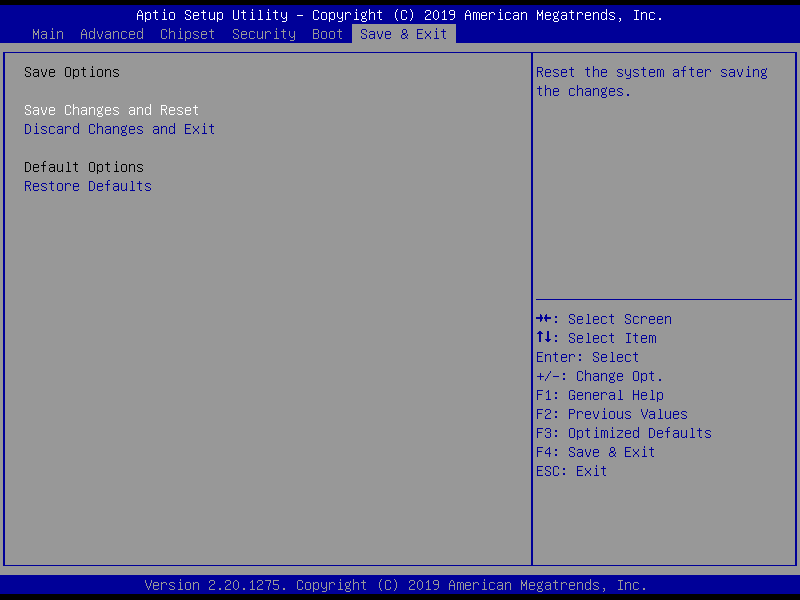 Aptio Setup Utility – Copyright (C) 2019 American Megatrends, Inc.
Main Advanced Chipset Security Boot Save & Exit
Save Options
Save Changes and Reset
Discard Changes and Exit
Default Options
Restore Defaults
Reset the system after saving
the changes.
→←: Select Screen
↑↓: Select Item
Enter: Select
+/–: Change Opt.
F1: General Help
F2: Previous Values
F3: Optimized Defaults
F4: Save & Exit
ESC: Exit
Version 2.20.1275. Copyright (C) 2019 American Megatrends, Inc.